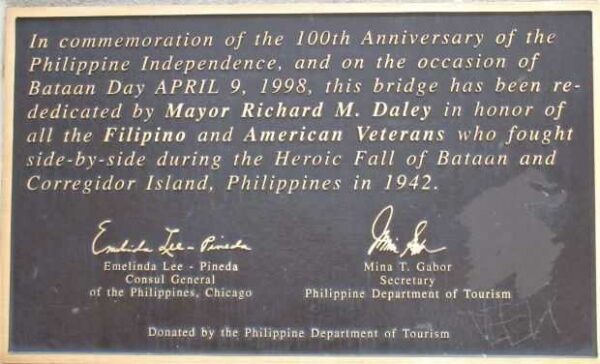 In commemoration of the 100th Anniversary of the
Philippine Independence, and on the occasion of
Bataan Day APRIL 9, 1998, this bridge has been re-
dedicated by Mayor Richard M. Daley in honor of
all the Filipino and American Veterans who fought
side-by-side during the Heroic Fall of Bataan and
Corregidor Island, Philippines in 1942.
Emelinda Lee - Pineda
Emelinda Lee - Pineda
Consul General
of the Philippines, Chicago
Mina T. Gabor
Secretary
Philippine Department of Tourism
Donated by the Philippine Department of Tourism